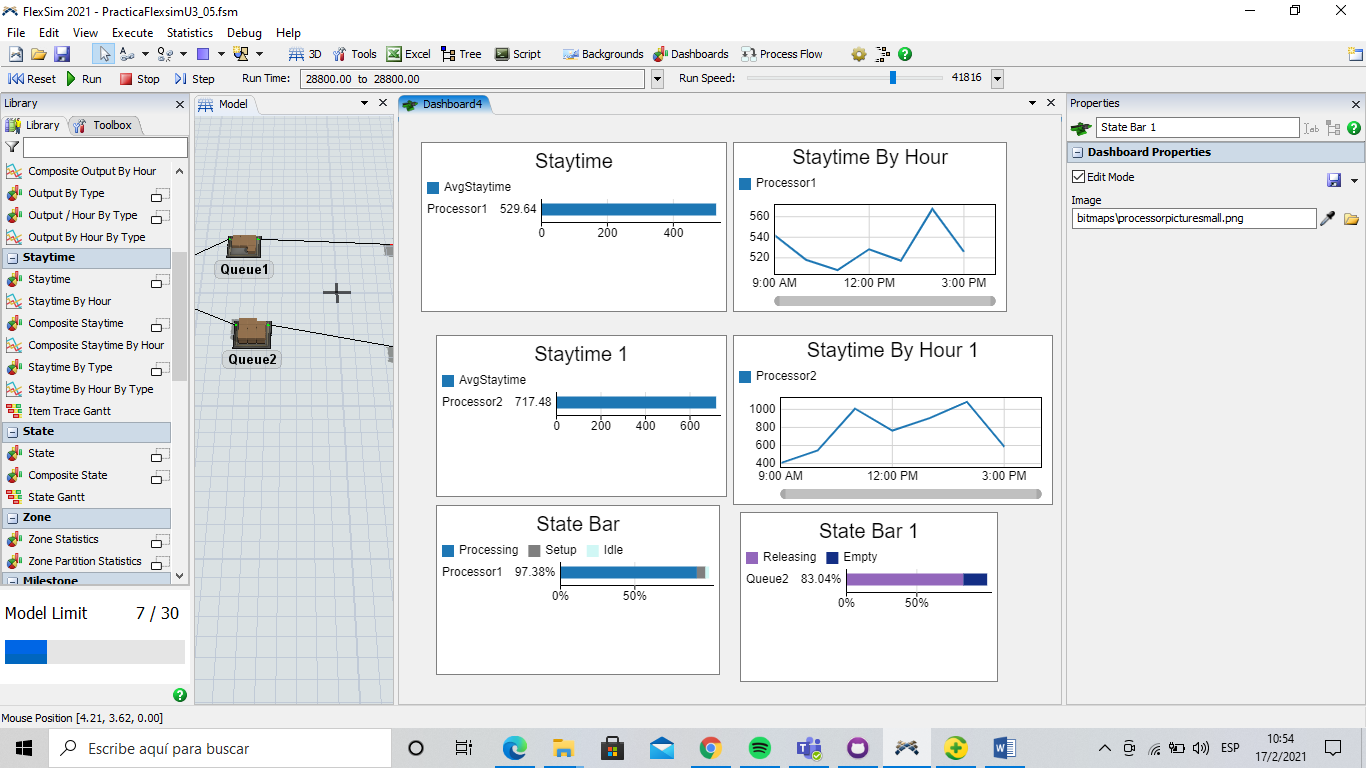 FlexSim 2021 - PracticaFlexsimU3_05.fsm
File Edit View Execute Statistics Debug Help
3D Tools Excel Tree Script Backgrounds Dashboards Process Flow
Reset Run Stop Step Run Time: 28800.00 to 28800.00 Run Speed: 41816
Library
Library Toolbox
Composite Output By Hour
Output By Type
Output / Hour By Type
Output By Hour By Type
Staytime
Staytime
Staytime By Hour
Composite Staytime
Composite Staytime By Hour
Staytime By Type
Staytime By Hour By Type
Item Trace Gantt
State
State
Composite State
State Gantt
Zone
Zone Statistics
Zone Partition Statistics
Milestone
Model Limit 7 / 30
Mouse Position [4.21, 3.62, 0.00]
Model
Queue1
Queue2
Dashboard4
Staytime
AvgStaytime
Processor1 529.64
0 200 400
Staytime By Hour
Processor1
560
540
520
9:00 AM 12:00 PM 3:00 PM
Staytime 1
AvgStaytime
Processor2 717.48
0 200 400 600
Staytime By Hour 1
Processor2
1000
800
600
400
9:00 AM 12:00 PM 3:00 PM
State Bar
Processing Setup Idle
Processor1 97.38%
0% 50%
State Bar 1
Releasing Empty
Queue2 83.04%
0% 50%
Properties
State Bar 1
Dashboard Properties
Edit Mode
Image
bitmaps\processorpicturesmall.png
Escribe aquí para buscar
ESP
10:54
17/2/2021